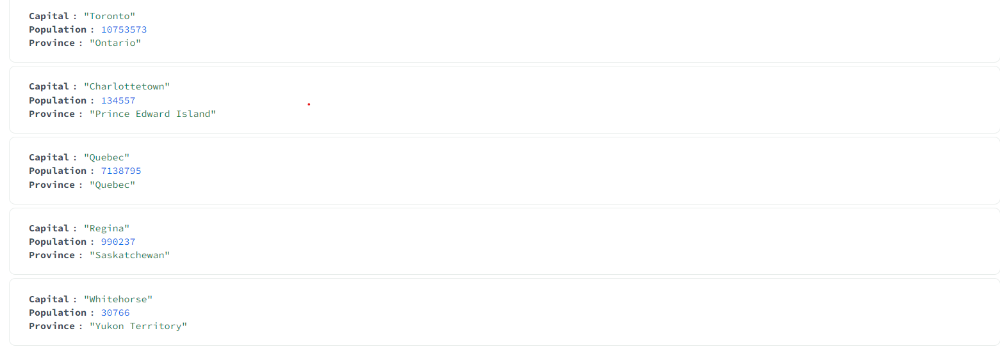 Capital : "Toronto"
Population : 10753573
Province : "Ontario"
Capital : "Charlottetown"
Population : 134557
Province : "Prince Edward Island"
Capital : "Quebec"
Population : 7138795
Province : "Quebec"
Capital : "Regina"
Population : 990237
Province : "Saskatchewan"
Capital : "Whitehorse"
Population : 30766
Province : "Yukon Territory"